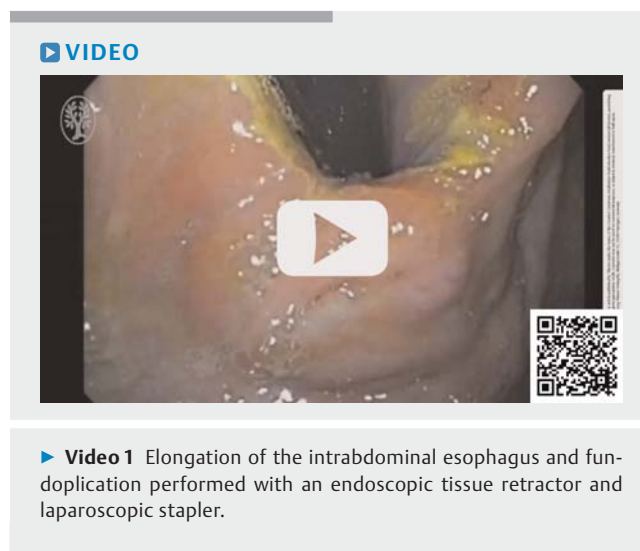 VIDEO
▶ Video 1 Elongation of the intrabdominal esophagus and fun-
doplication performed with an endoscopic tissue retractor and
laparoscopic stapler.